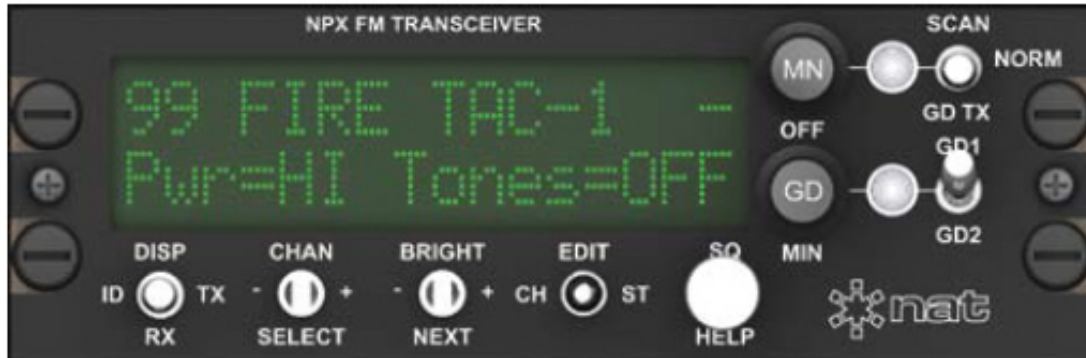 NPX FM TRANSCEIVER
SCAN
NORM
MN
OFF
GD TX
99 FIRE TAC-1 -
Pwr=HI Tones=OFF
GD1
GD
MIN
GD2
DISP
ID TX
RX
CHAN
- +
SELECT
BRIGHT
- +
NEXT
EDIT
CH ST
SQ
HELP
nat